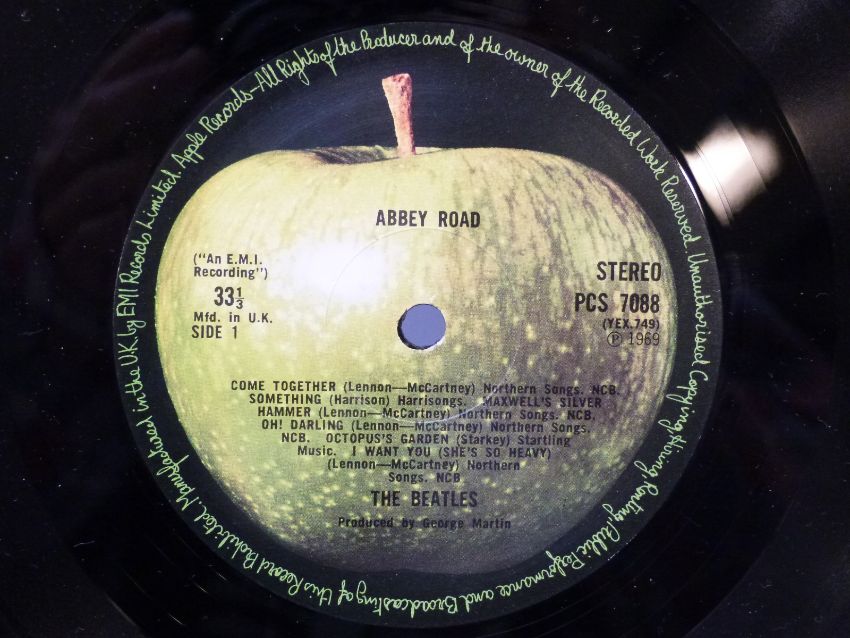 Apple Records—All Rights of the Producer and of the owner of the Recorded Work Reserved. Unauthorised Copying, Hiring, Renting, Public Performance and Broadcasting of this Record Prohibited. Manufactured in the U.K. by EMI Records Limited.
ABBEY ROAD
("An E.M.I.
Recording")
33⅓
Mfd. in U.K.
SIDE 1
STEREO
PCS 7088
(YEX.749)
Ⓟ 1969
COME TOGETHER (Lennon—McCartney) Northern Songs. NCB.
SOMETHING (Harrison) Harrisongs. MAXWELL'S SILVER
HAMMER (Lennon—McCartney) Northern Songs. NCB.
OH! DARLING (Lennon—McCartney) Northern Songs.
NCB. OCTOPUS'S GARDEN (Starkey) Startling
Music. I WANT YOU (SHE'S SO HEAVY)
(Lennon—McCartney) Northern
Songs. NCB
THE BEATLES
Produced by George Martin